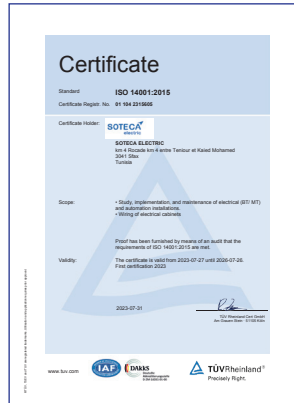 Certificate
Standard ISO 14001:2015
Certificate Registr. No. 01 104 2315605
Certificate Holder:
SOTECA
electric
SOTECA ELECTRIC
km 4 Rocade km 4 entre Teniour et Kaied Mohamed
3041 Sfax
Tunisia
Scope:
• Study, implementation, and maintenance of electrical (BT/ MT)
and automation installations.
• Wiring of electrical cabinets
Proof has been furnished by means of an audit that the
requirements of ISO 14001:2015 are met.
Validity:
The certificate is valid from 2023-07-27 until 2026-07-26.
First certification 2023
2023-07-31
TÜV Rheinland Cert GmbH
Am Grauen Stein · 51105 Köln
www.tuv.com
IAF
DAkkS
Deutsche
Akkreditierungsstelle
TÜVRheinland®
Precisely Right.